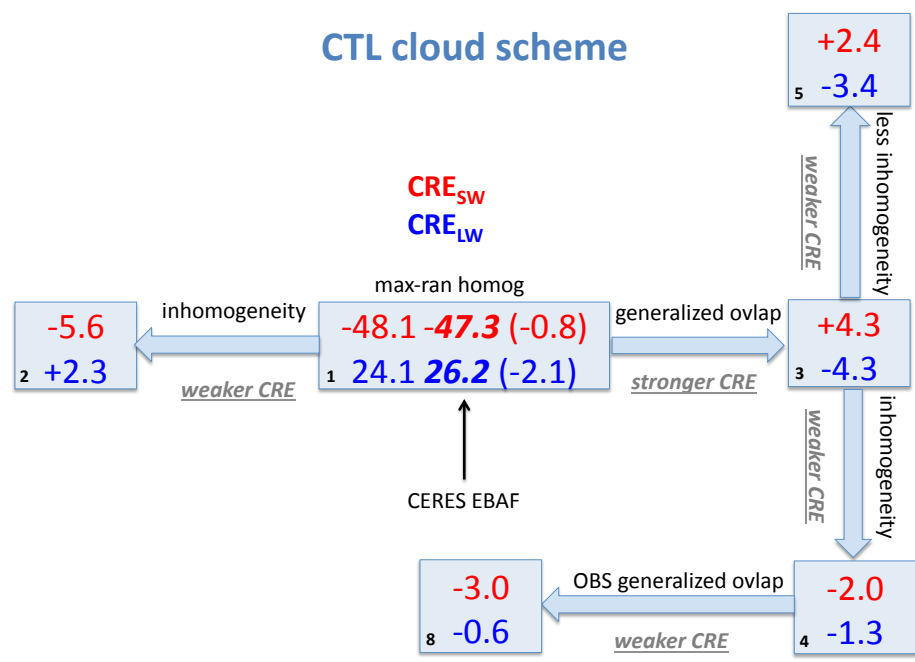 CTL cloud scheme
+2.4
5 -3.4
less inhomogeneity
weaker CRE
CRE_SW
CRE_LW
max-ran homog
inhomogeneity
generalized ovlap
-5.6
2 +2.3
-48.1 -47.3 (-0.8)
1 24.1 26.2 (-2.1)
+4.3
3 -4.3
weaker CRE
stronger CRE
inhomogeneity
weaker CRE
CERES EBAF
-3.0
8 -0.6
OBS generalized ovlap
weaker CRE
-2.0
4 -1.3